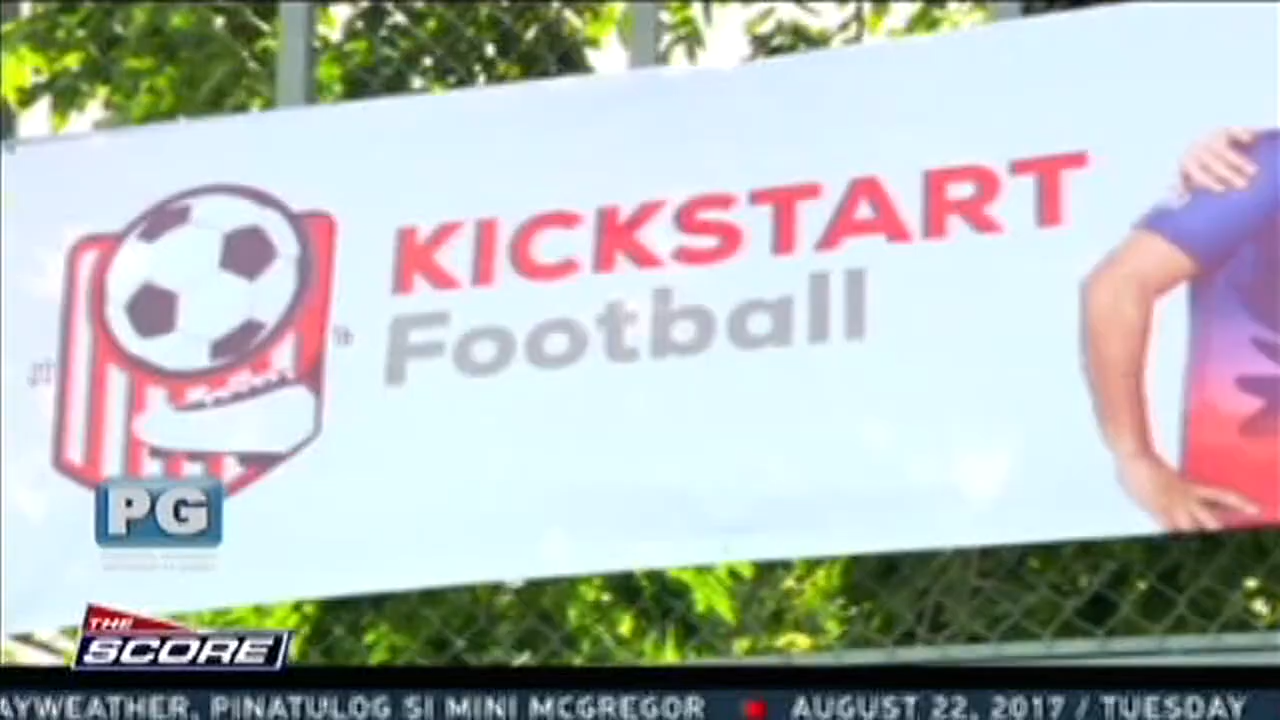 KICKSTART
Football
PG
THE
SCORE
AYWEATHER, PINATULOG SI MINI MCGREGOR ■ AUGUST 22, 2017 / TUESDAY